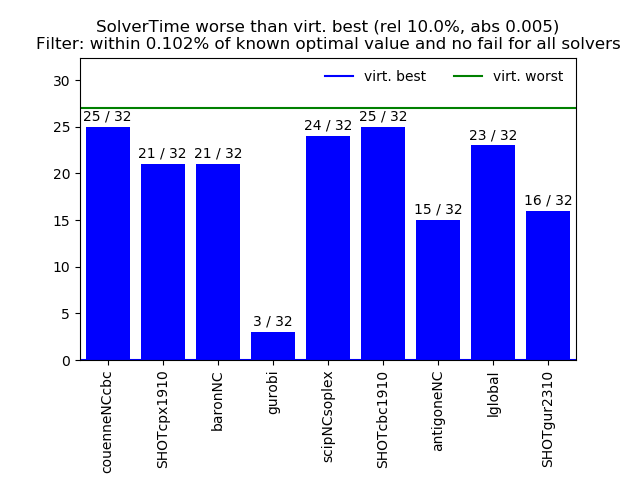 SolverTime worse than virt. best (rel 10.0%, abs 0.005)
Filter: within 0.102% of known optimal value and no fail for all solvers
virt. best
virt. worst
30
25
20
15
10
5
0
25 / 32
21 / 32
21 / 32
3 / 32
24 / 32
25 / 32
15 / 32
23 / 32
16 / 32
couenneNCcbc
SHOTcpx1910
baronNC
gurobi
scipNCsoplex
SHOTcbc1910
antigoneNC
lglobal
SHOTgur2310